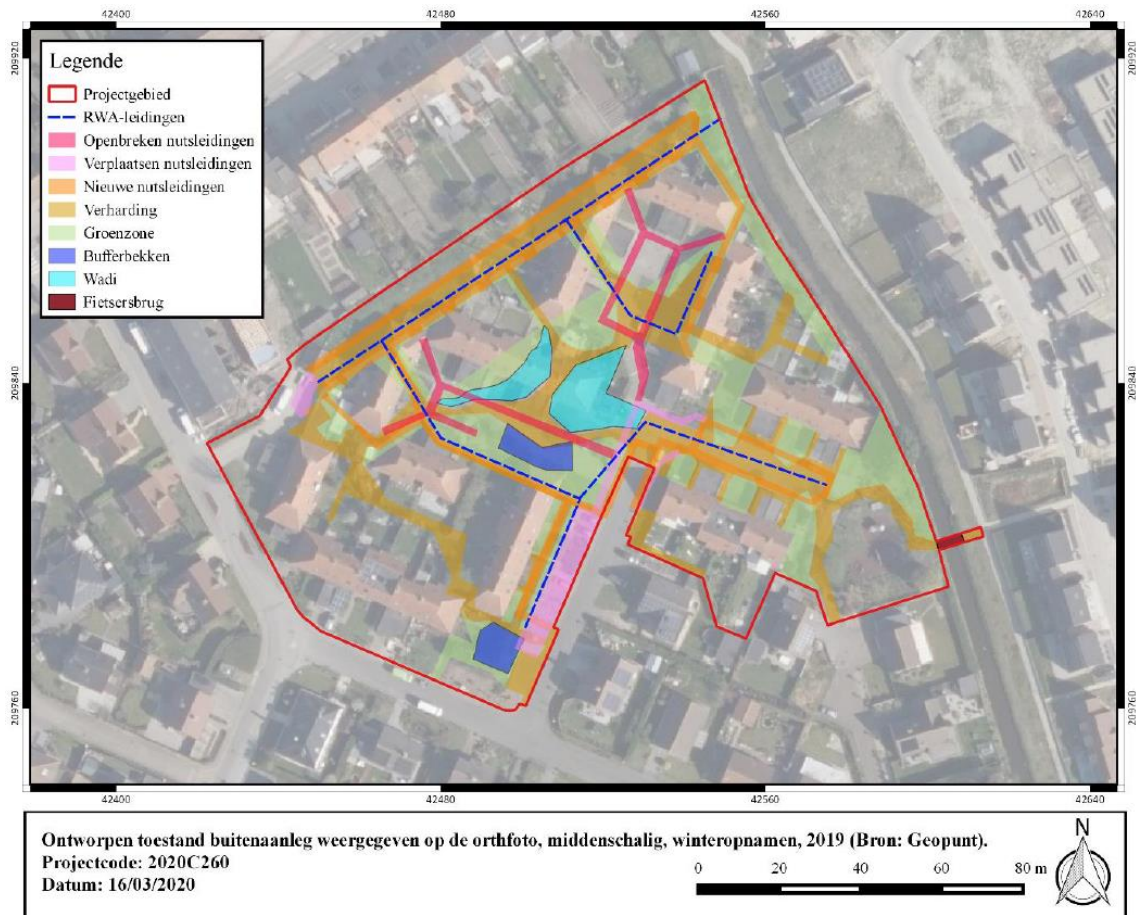 42400 42480 42560 42640
209920 209920
Legende
Projectgebied
RWA-leidingen
Openbreken nutsleidingen
Verplaatsen nutsleidingen
Nieuwe nutsleidingen
Verharding
Groenzone
Bufferbekken
Wadi
Fietsersbrug
209840 209840
209760 209760
42400 42480 42560 42640
Ontworpen toestand buitenaanleg weergegeven op de orthfoto, middenschalig, winteropnamen, 2019 (Bron: Geopunt).
Projectcode: 2020C260
Datum: 16/03/2020
0 20 40 60 80 m
N